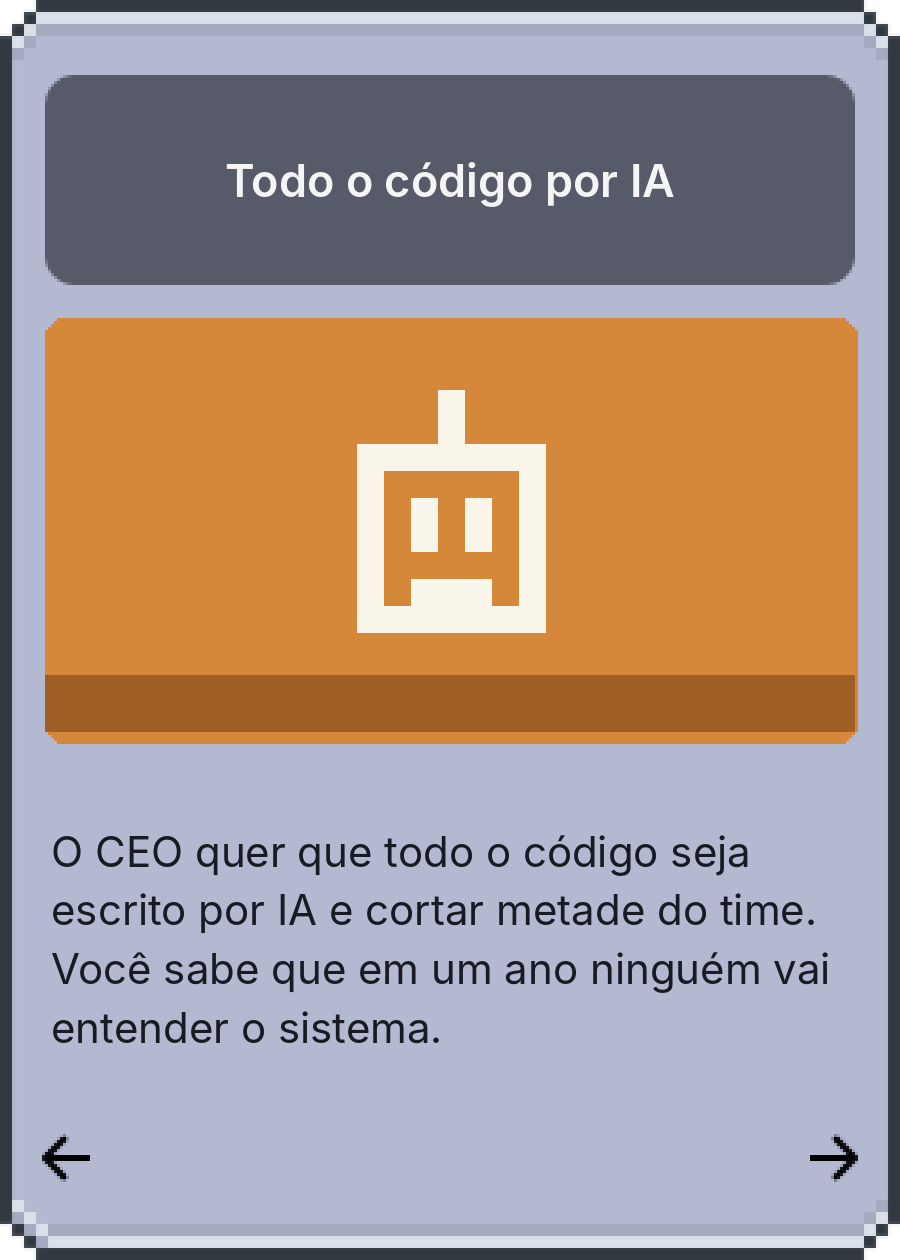 Todo o código por IA
O CEO quer que todo o código seja
escrito por IA e cortar metade do time.
Você sabe que em um ano ninguém vai
entender o sistema.